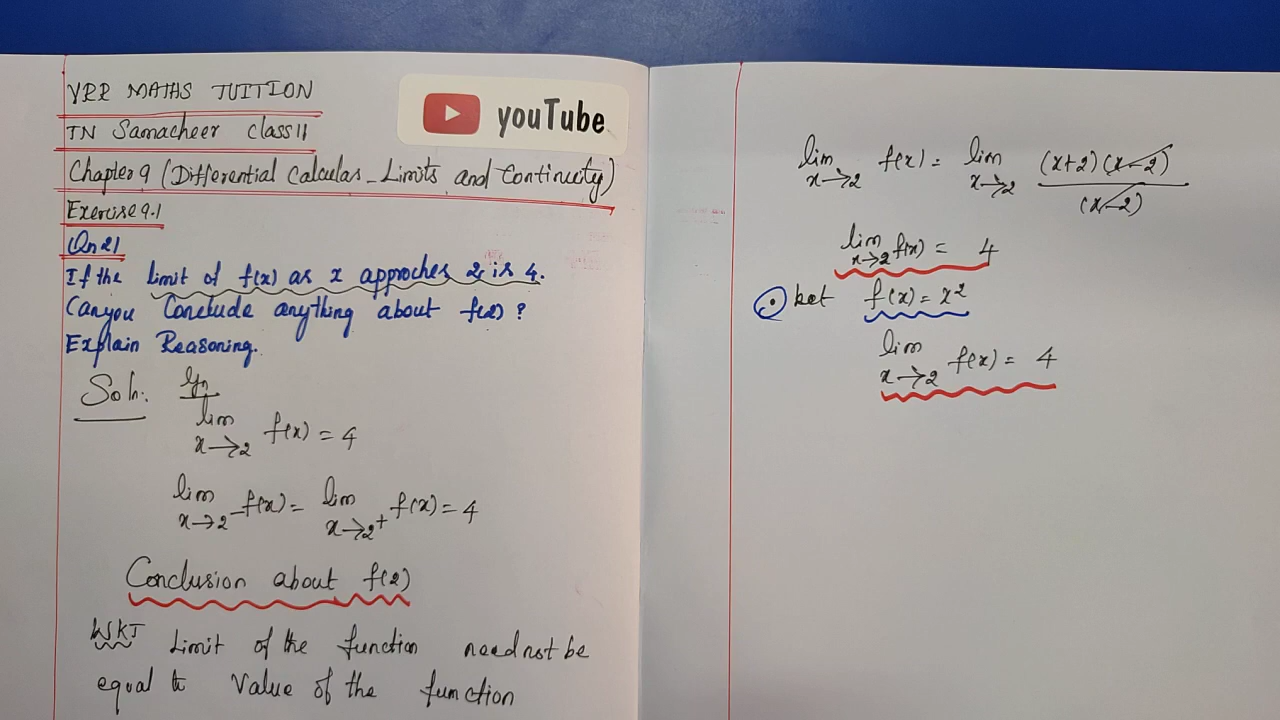 YRR MATHS TUITION
TN Samacheer Class 11
Chapter 9 (Differential Calculas - Limits and Continuity)
Exercise 9.1
Qn 21
If the limit of f(x) as x approches 2 is 4.
Can you Conclude anything about f(2) ?
Explain Reasoning.
Soln. Gn
lim x→2 f(x) = 4
lim x→2⁻ f(x) = lim x→2⁺ f(x) = 4
Conclusion about f(2)
WKT Limit of the function need not be
equal to Value of the function
youTube
lim x→2 f(x) = lim x→2 (x+2)(x-2) / (x-2)
lim x→2 f(x) = 4
Let f(x) = x²
lim x→2 f(x) = 4